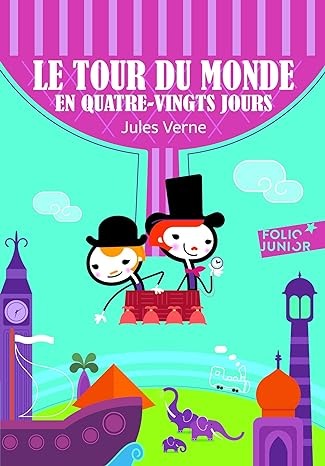 LE TOUR DU MONDE
EN QUATRE-VINGTS JOURS
Jules Verne
FOLIO
JUNIOR